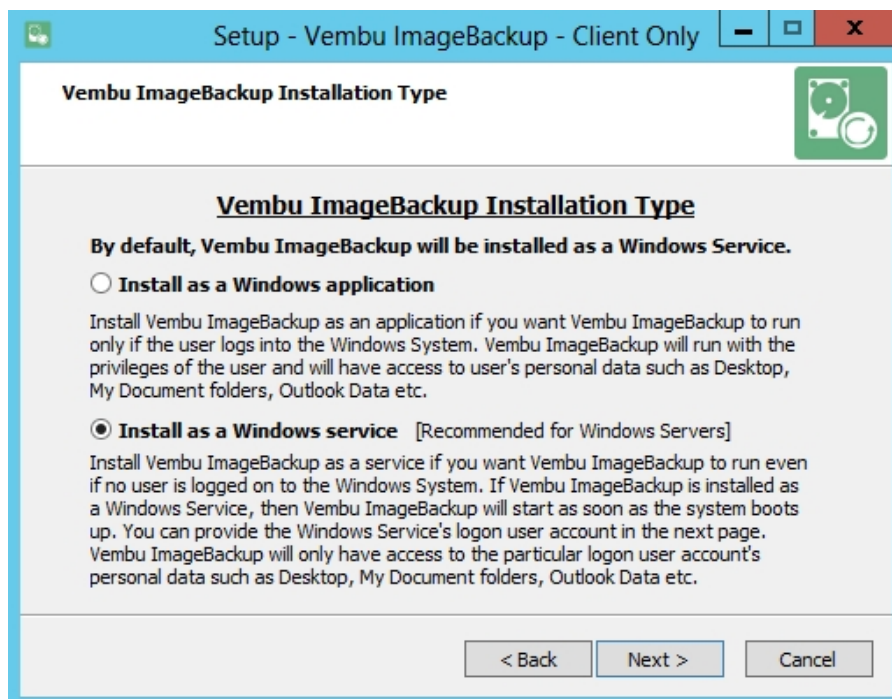 Setup - Vembu ImageBackup - Client Only
Vembu ImageBackup Installation Type
Vembu ImageBackup Installation Type
By default, Vembu ImageBackup will be installed as a Windows Service.
Install as a Windows application
Install Vembu ImageBackup as an application if you want Vembu ImageBackup to run
only if the user logs into the Windows System. Vembu ImageBackup will run with the
privileges of the user and will have access to user's personal data such as Desktop,
My Document folders, Outlook Data etc.
Install as a Windows service [Recommended for Windows Servers]
Install Vembu ImageBackup as a service if you want Vembu ImageBackup to run even
if no user is logged on to the Windows System. If Vembu ImageBackup is installed as
a Windows Service, then Vembu ImageBackup will start as soon as the system boots
up. You can provide the Windows Service's logon user account in the next page.
Vembu ImageBackup will only have access to the particular logon user account's
personal data such as Desktop, My Document folders, Outlook Data etc.
< Back Next > Cancel